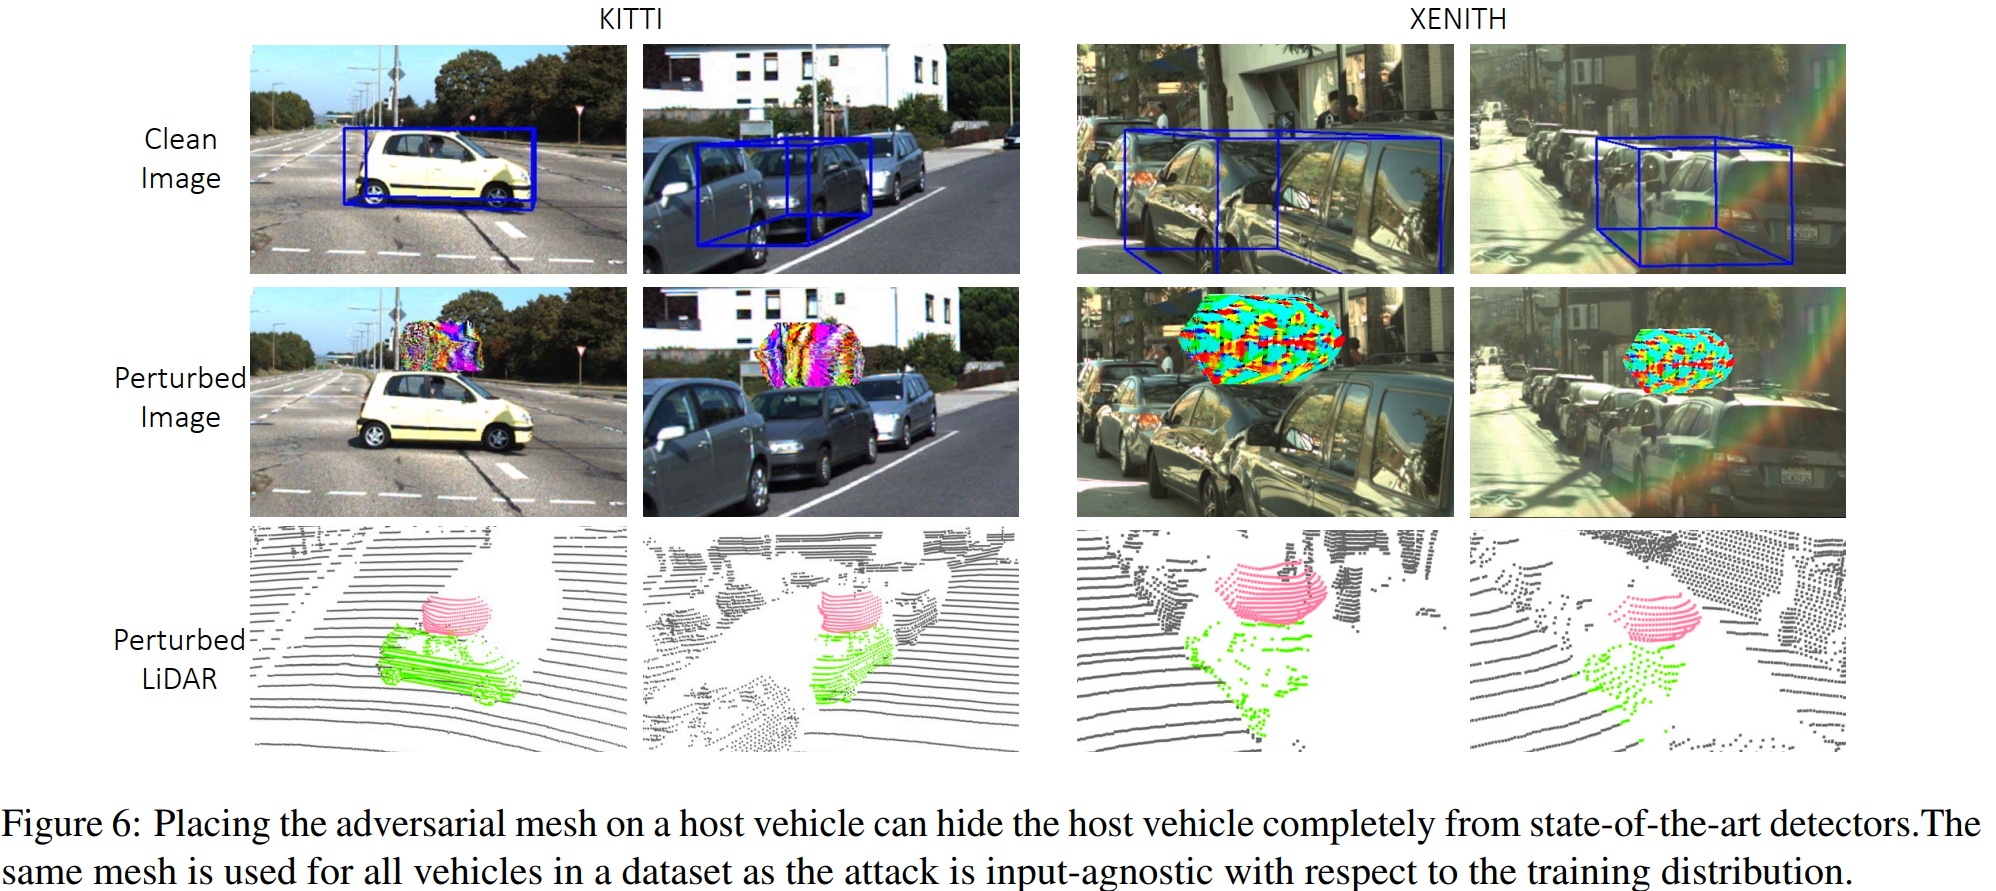 KITTI
XENITH
Clean
Image
Perturbed
Image
Perturbed
LiDAR
Figure 6: Placing the adversarial mesh on a host vehicle can hide the host vehicle completely from state-of-the-art detectors.The
same mesh is used for all vehicles in a dataset as the attack is input-agnostic with respect to the training distribution.